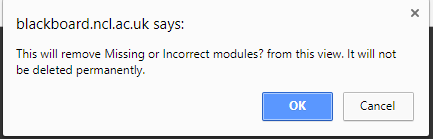 blackboard.ncl.ac.uk says:
This will remove Missing or Incorrect modules? from this view. It will not
be deleted permanently.
OK Cancel